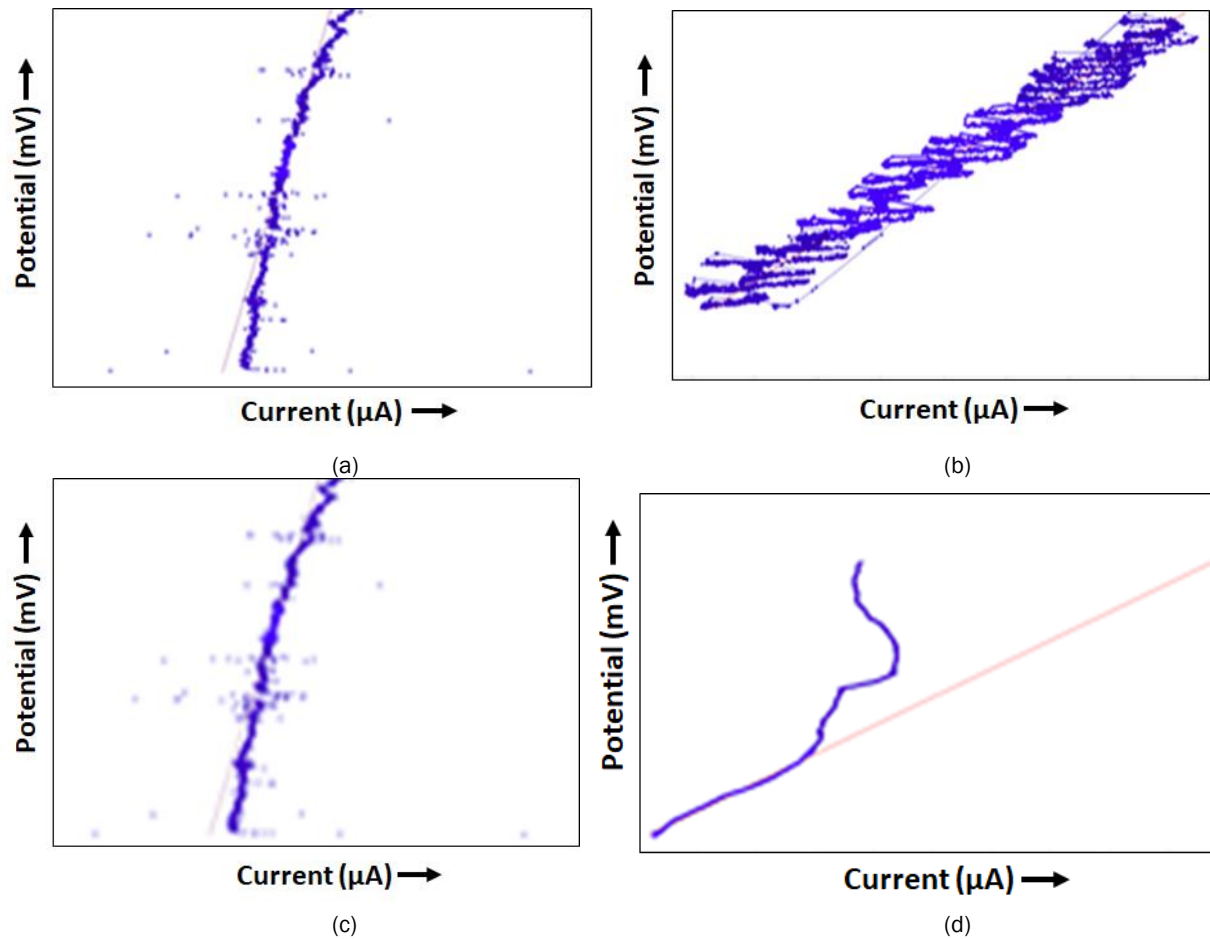 Potential (mV)
Current (µA)
(a)
Potential (mV)
Current (µA)
(b)
Potential (mV)
Current (µA)
(c)
Potential (mV)
Current (µA)
(d)